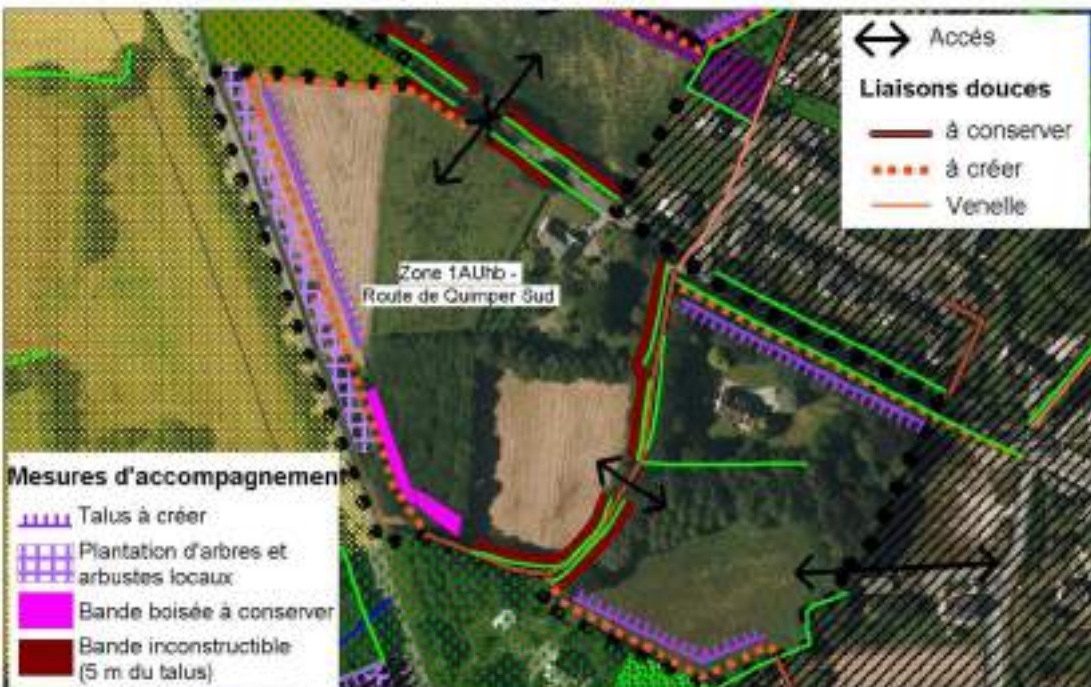 Accès
Liaisons douces
à conserver
à créer
Venelle
Zone 1AUhb -
Route de Quimper Sud
Mesures d'accompagnement
Talus à créer
Plantation d'arbres et
arbustes locaux
Bande boisée à conserver
Bande inconstructible
(5 m du talus)